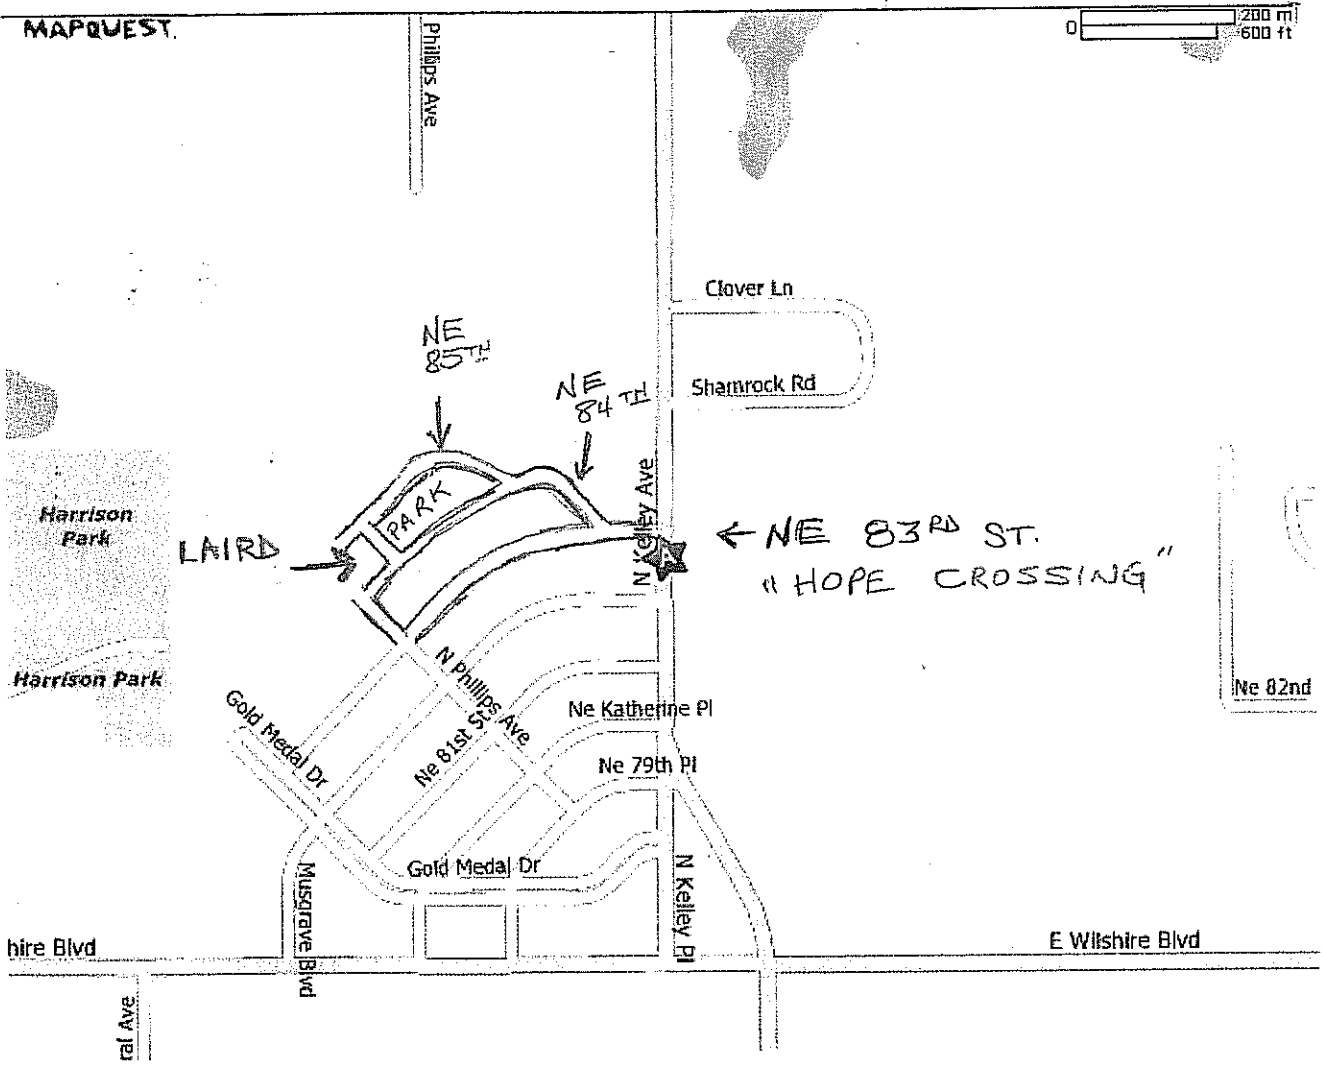 MAPQUEST.
200 m
0
600 ft
Phillips Ave
Clover Ln
NE
85TH
NE
84TH
Shamrock Rd
N Kelley Ave
PARK
Harrison
Park
LAIRD
A
← NE 83RD ST.
"HOPE CROSSING"
Harrison Park
N Phillips Ave
Ne 82nd
Gold Medal Dr
Ne Katherine Pl
Ne 81st St
Ne 79th Pl
Gold Medal Dr
Musgrave Blvd
N Kelley Pl
hire Blvd
E Wilshire Blvd
ral Ave